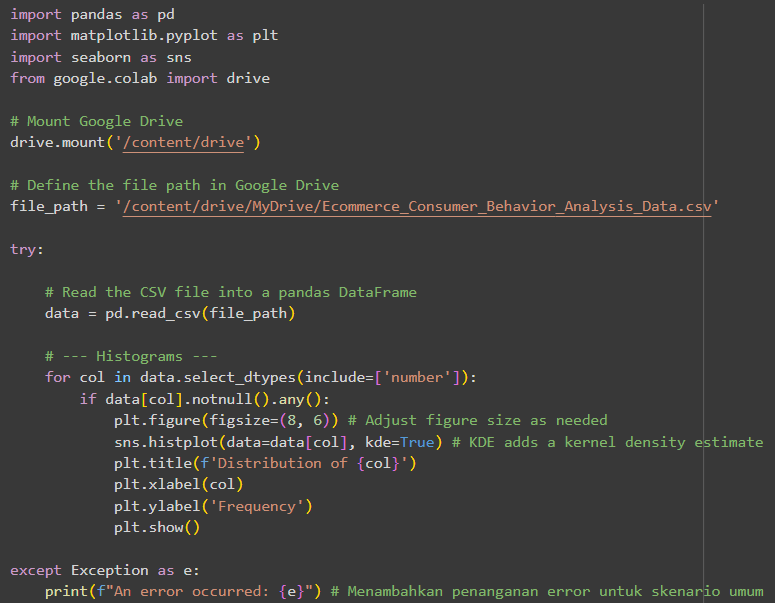 import pandas as pd
import matplotlib.pyplot as plt
import seaborn as sns
from google.colab import drive

# Mount Google Drive
drive.mount('/content/drive')

# Define the file path in Google Drive
file_path = '/content/drive/MyDrive/Ecommerce_Consumer_Behavior_Analysis_Data.csv'

try:

    # Read the CSV file into a pandas DataFrame
    data = pd.read_csv(file_path)

    # --- Histograms ---
    for col in data.select_dtypes(include=['number']):
        if data[col].notnull().any():
            plt.figure(figsize=(8, 6)) # Adjust figure size as needed
            sns.histplot(data=data[col], kde=True) # KDE adds a kernel density estimate
            plt.title(f'Distribution of {col}')
            plt.xlabel(col)
            plt.ylabel('Frequency')
            plt.show()

except Exception as e:
    print(f"An error occurred: {e}") # Menambahkan penanganan error untuk skenario umum